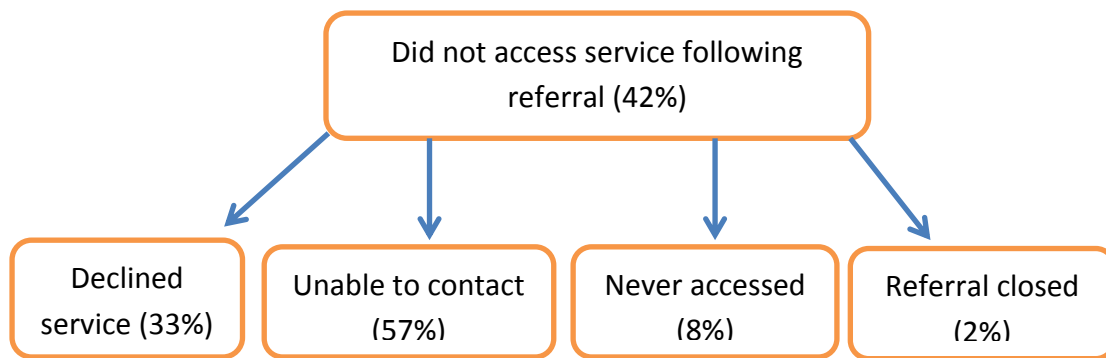 Did not access service following
referral (42%)
Declined
service (33%)
Unable to contact
(57%)
Never accessed
(8%)
Referral closed
(2%)